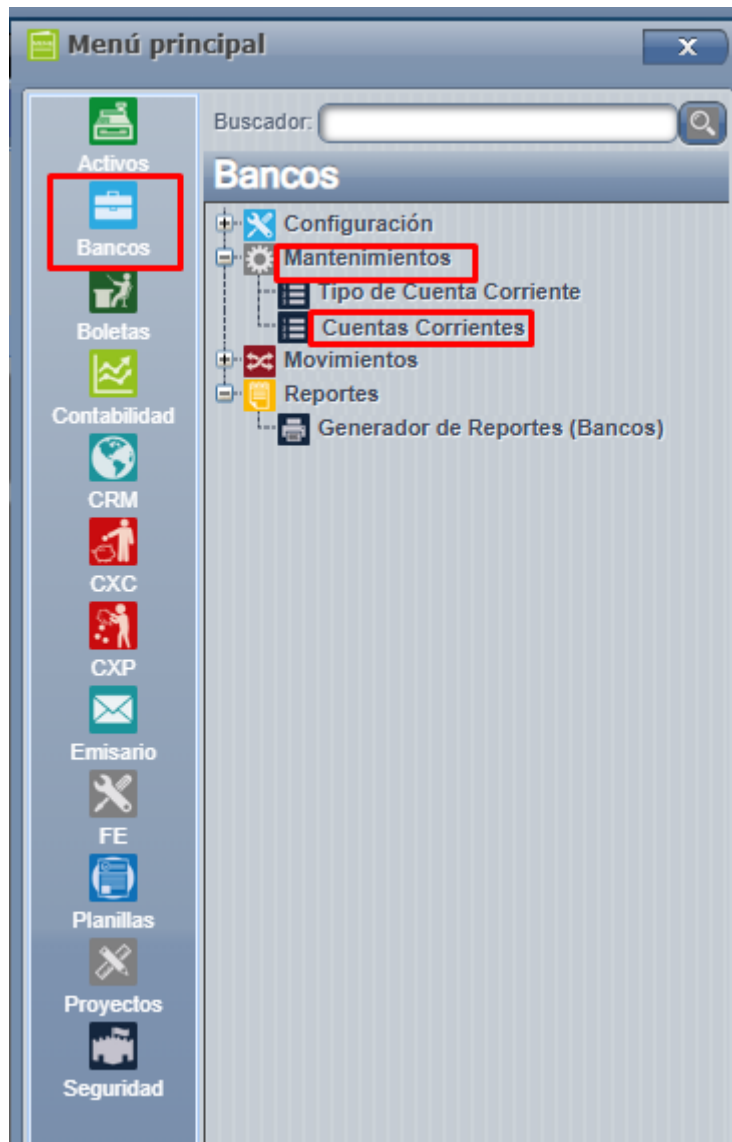 Menú principal
x
Buscador:
Activos
Bancos
Boletas
Contabilidad
CRM
CXC
CXP
Emisario
FE
Planillas
Proyectos
Seguridad
Bancos
Configuración
Mantenimientos
Tipo de Cuenta Corriente
Cuentas Corrientes
Movimientos
Reportes
Generador de Reportes (Bancos)